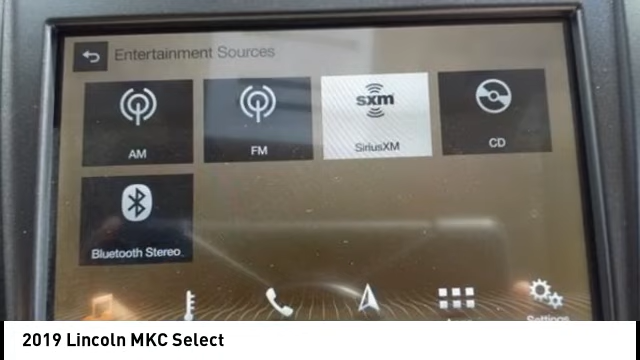 Entertainment Sources
AM
FM
sxm
SiriusXM
CD
Bluetooth Stereo
Settings
2019 Lincoln MKC Select